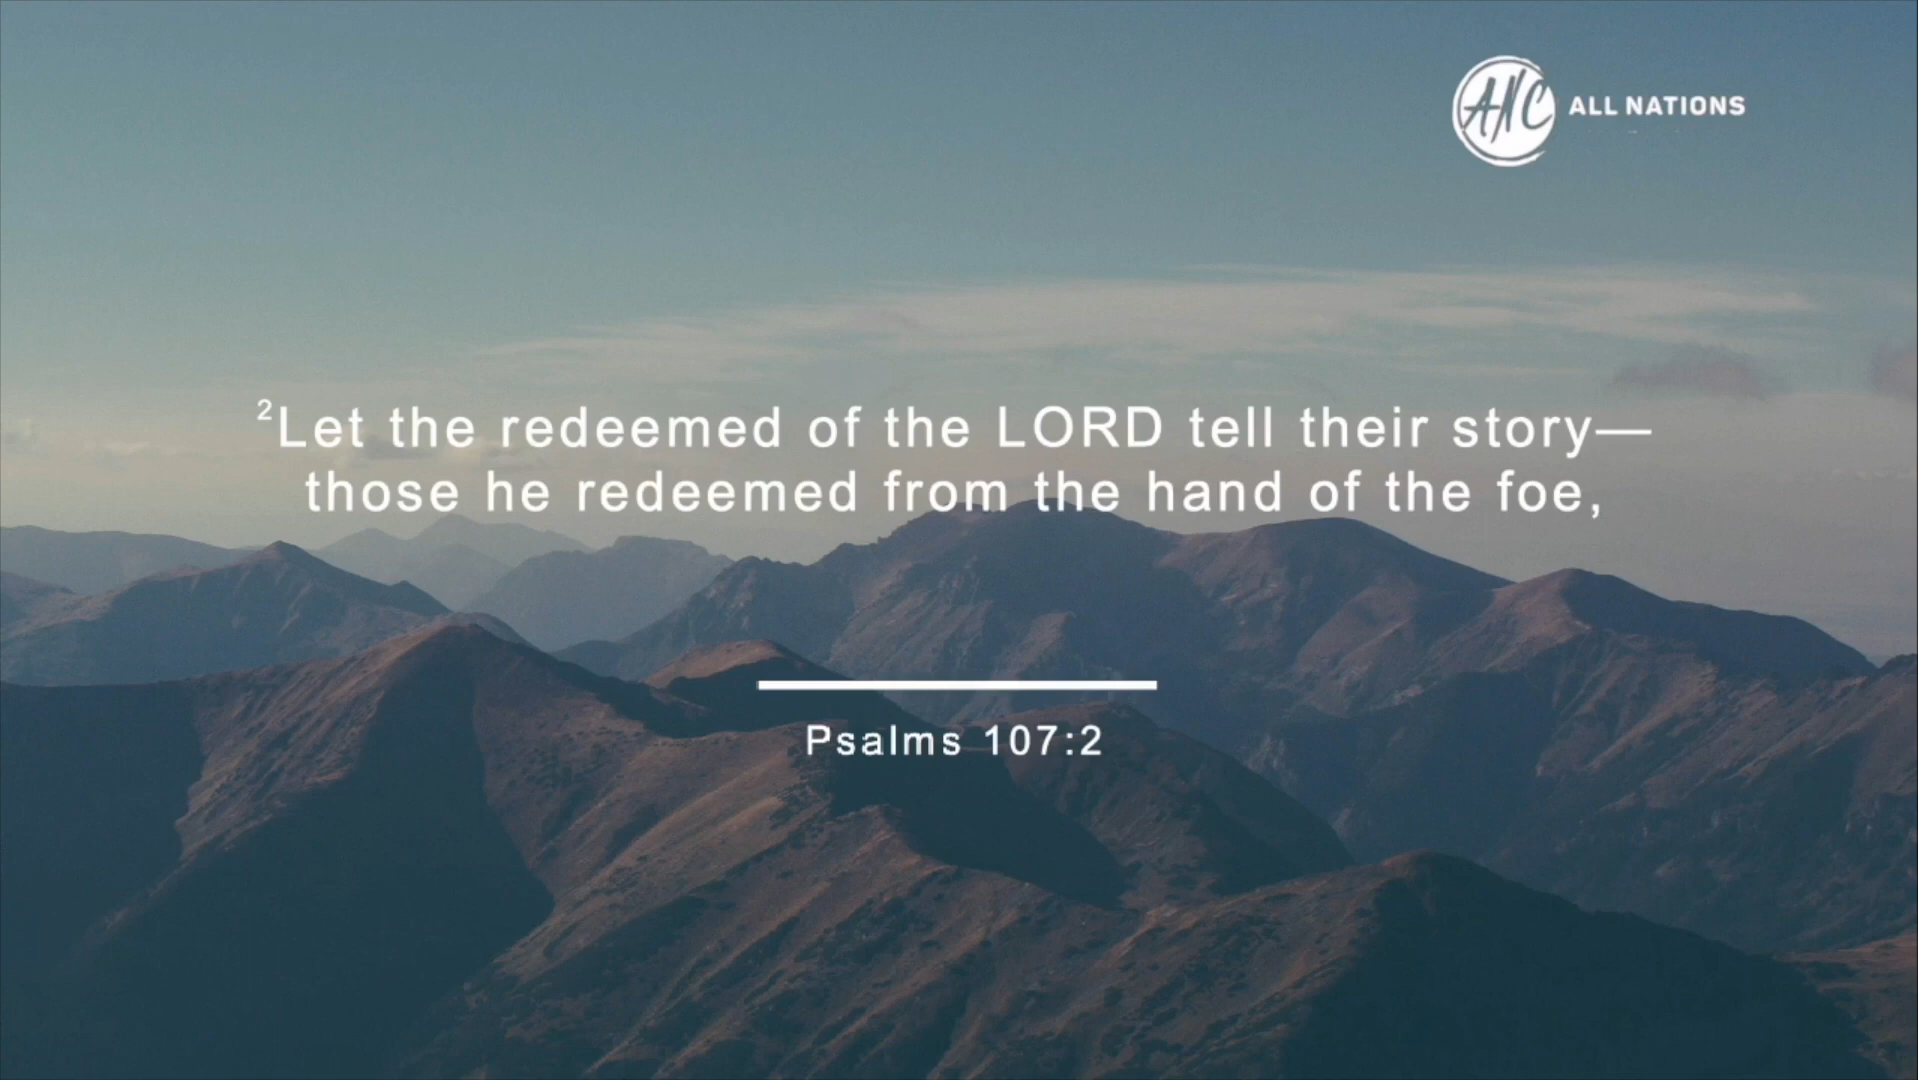 ANC ALL NATIONS
²Let the redeemed of the LORD tell their story—
those he redeemed from the hand of the foe,
Psalms 107:2